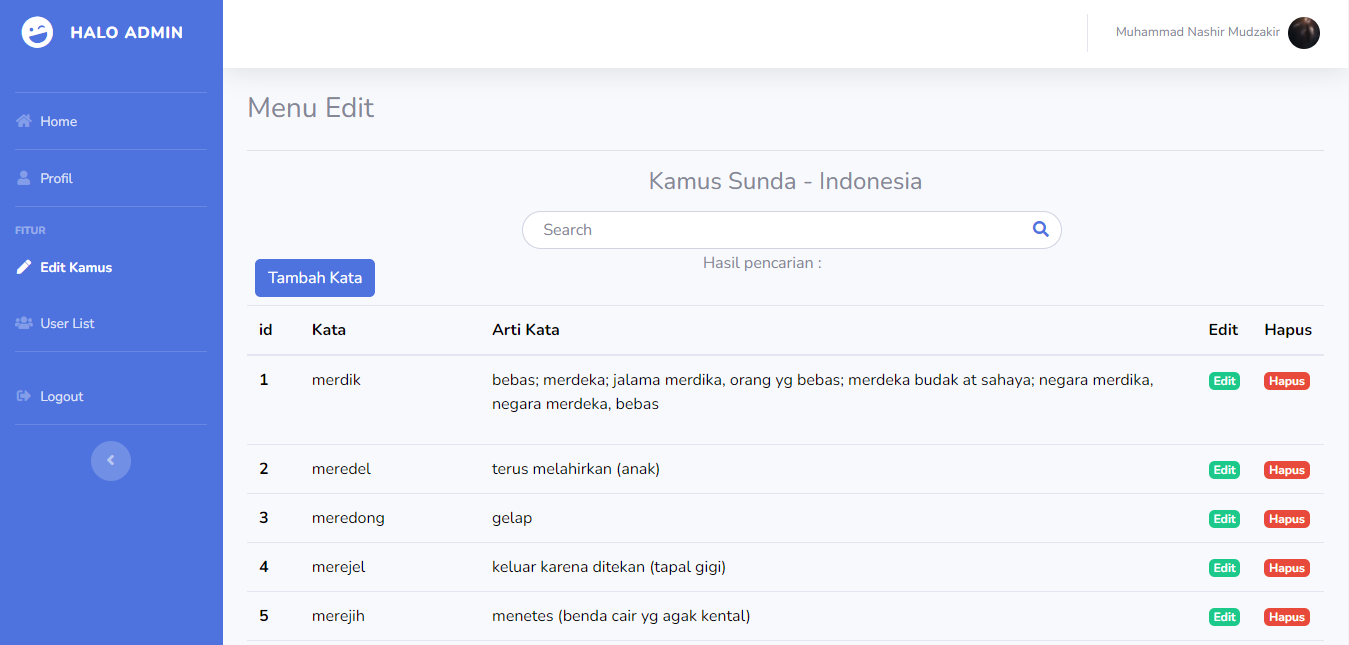 HALO ADMIN
Muhammad Nashir Mudzakir
Home
Profil
FITUR
Edit Kamus
User List
Logout
Menu Edit
Kamus Sunda - Indonesia
Search
Hasil pencarian :
Tambah Kata
id Kata Arti Kata Edit Hapus
1 merdik bebas; merdeka; jalama merdika, orang yg bebas; merdeka budak at sahaya; negara merdika, Edit Hapus
negara merdeka, bebas
2 meredel terus melahirkan (anak) Edit Hapus
3 meredong gelap Edit Hapus
4 merejel keluar karena ditekan (tapal gigi) Edit Hapus
5 merejih menetes (benda cair yg agak kental) Edit Hapus